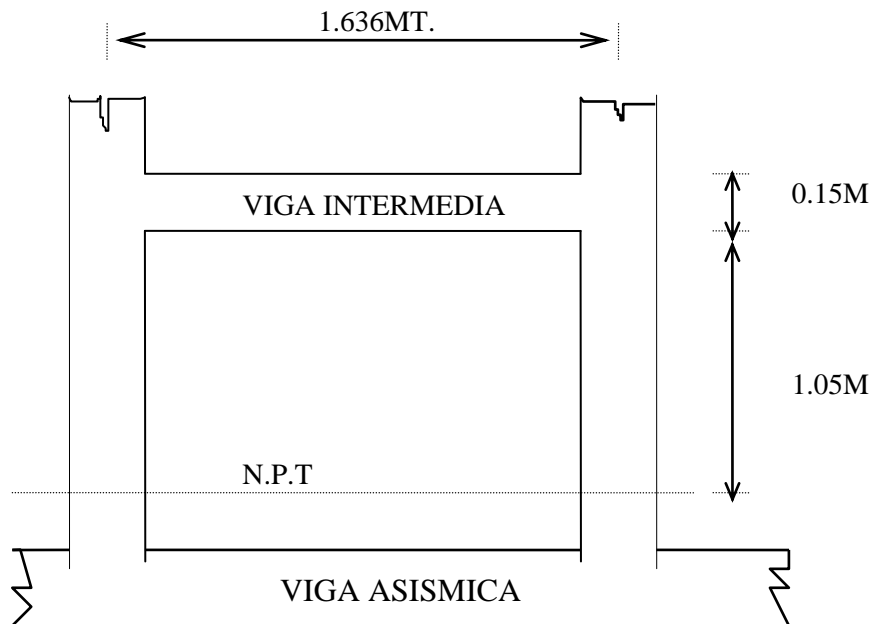 1.636MT.
VIGA INTERMEDIA
0.15M
1.05M
N.P.T
VIGA ASISMICA